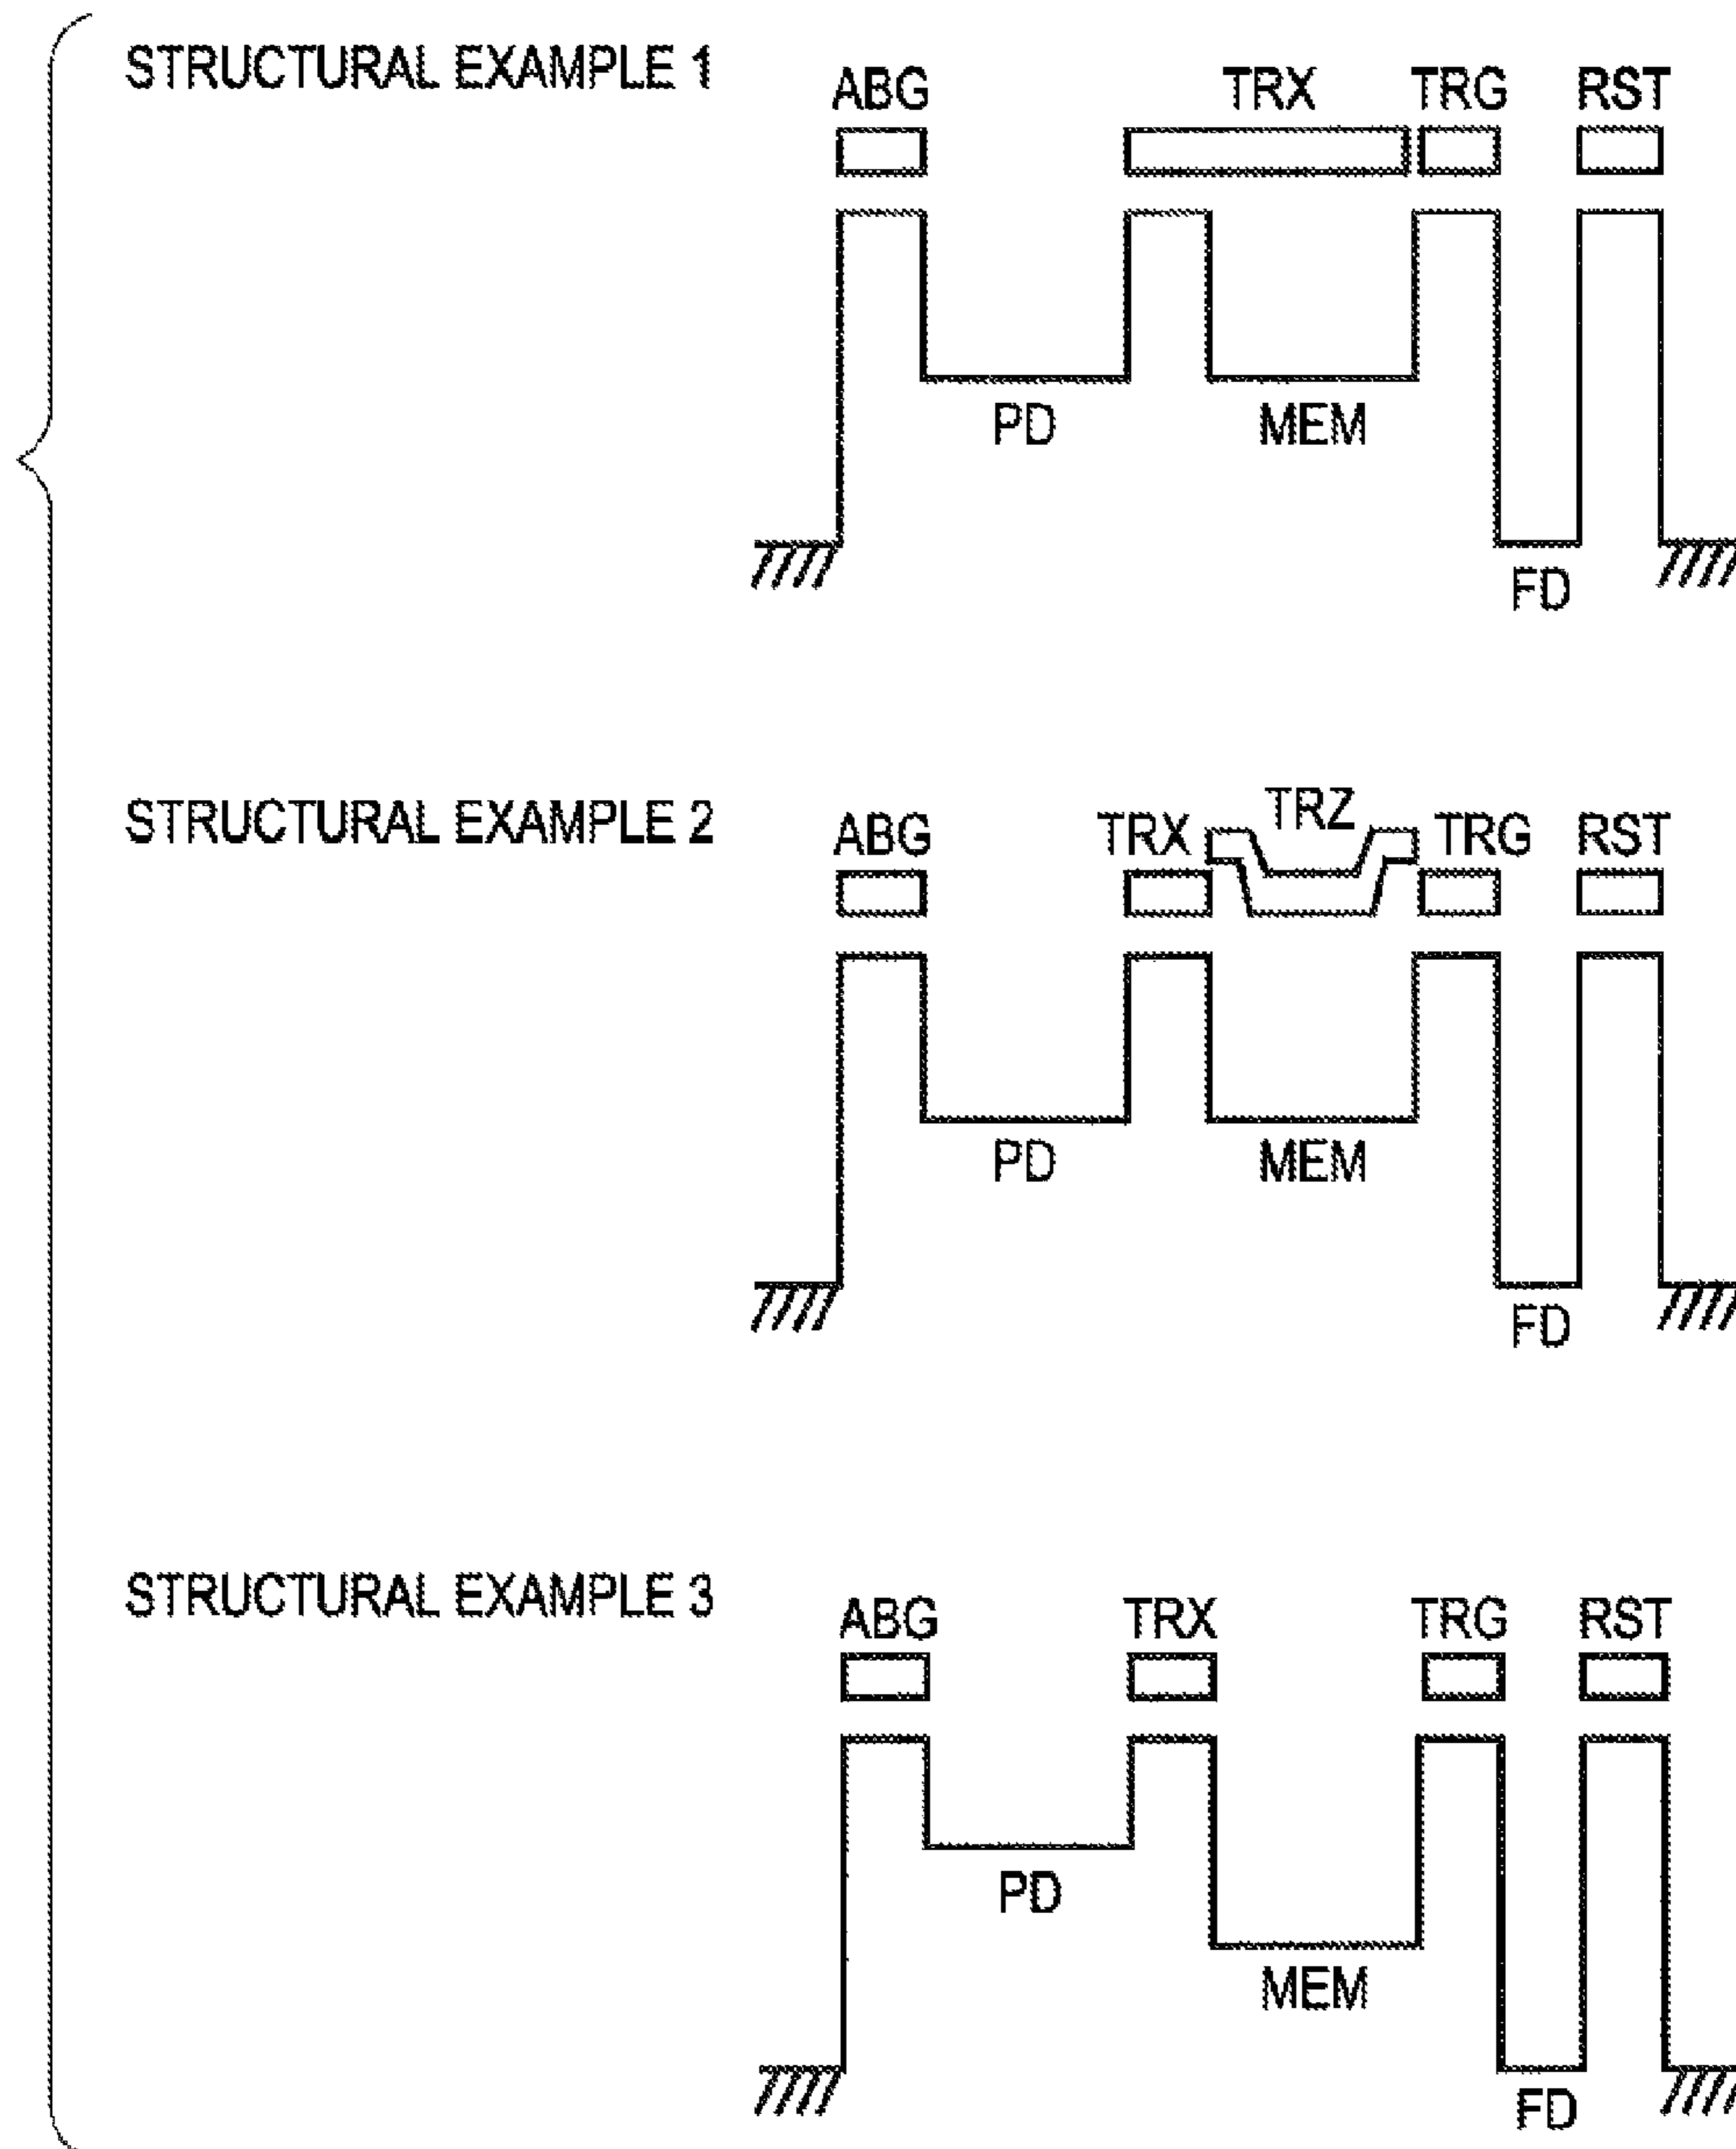 STRUCTURAL EXAMPLE 1
ABG TRX TRG RST
PD MEM
FD
STRUCTURAL EXAMPLE 2
ABG TRX TRZ TRG RST
PD MEM
FD
STRUCTURAL EXAMPLE 3
ABG TRX TRG RST
PD
MEM
FD